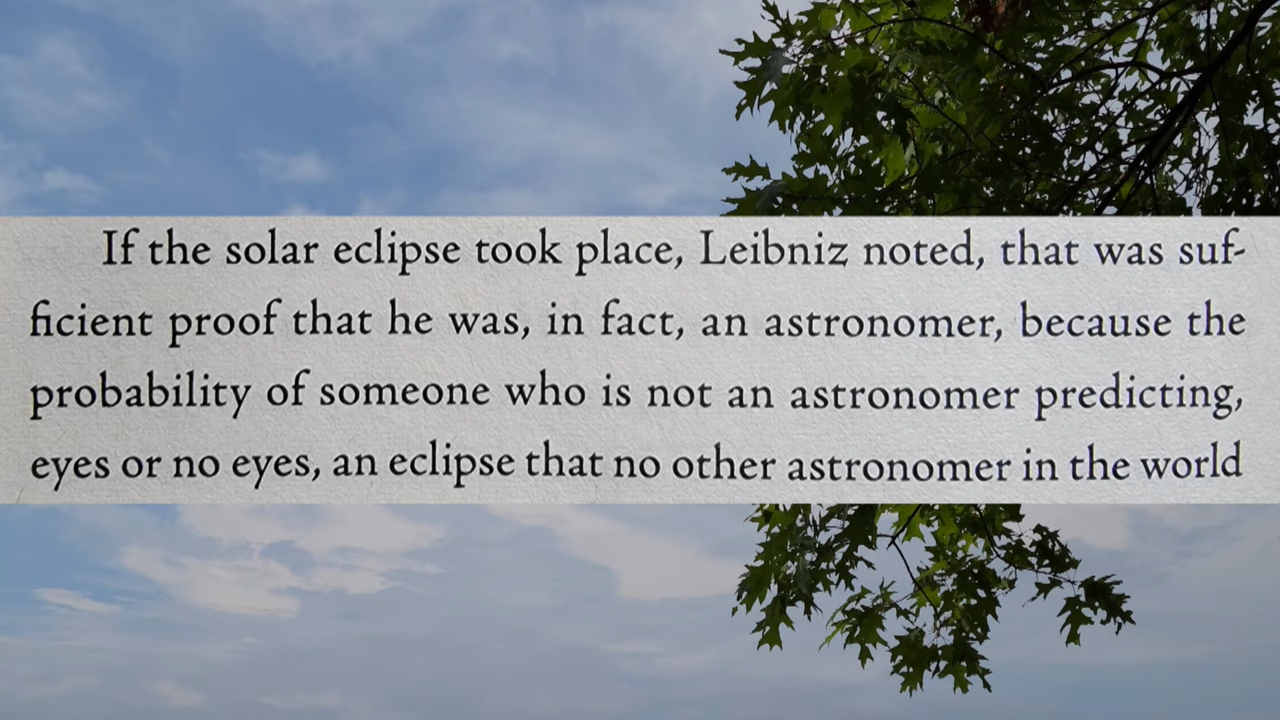 If the solar eclipse took place, Leibniz noted, that was suf-
ficient proof that he was, in fact, an astronomer, because the
probability of someone who is not an astronomer predicting,
eyes or no eyes, an eclipse that no other astronomer in the world